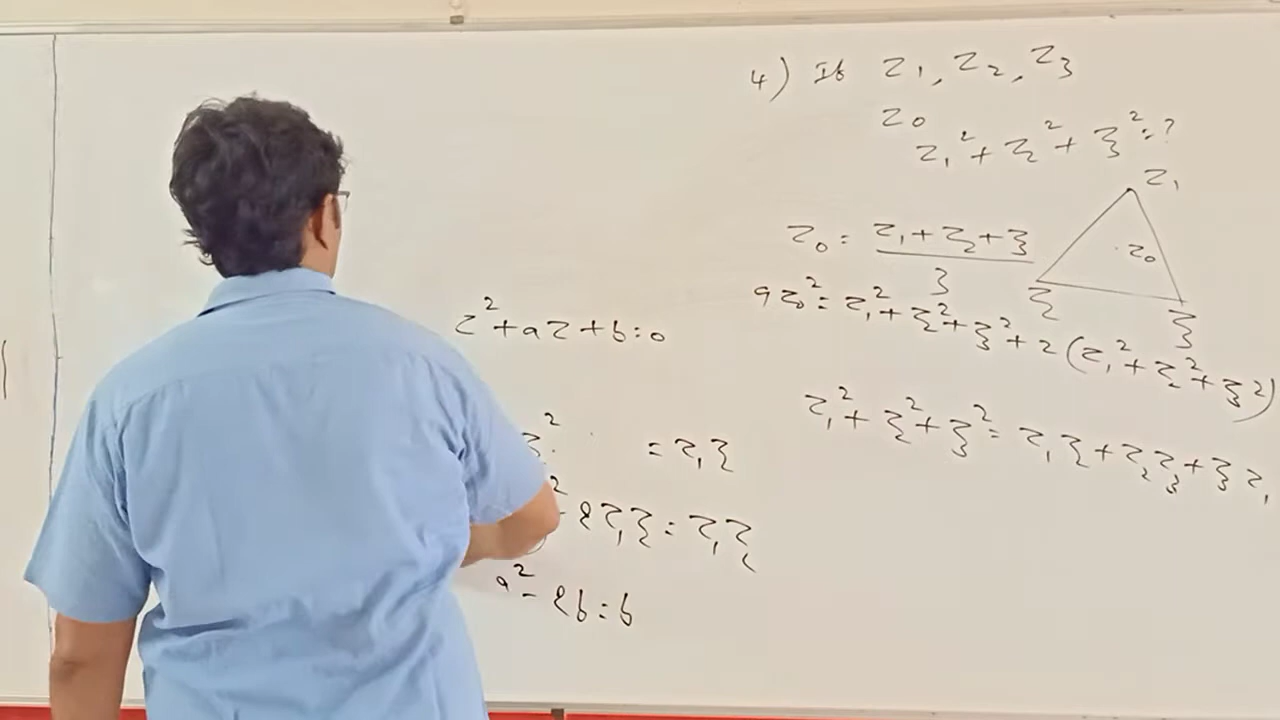 4) If z₁, z₂, z₃
z₀
z₁² + z₂² + z₃² = ?
z₁
z₀ = (z₁ + z₂ + z₃)/3
z₀
z₂
z₃
9z₀² = z₁² + z₂² + z₃² + 2(z₁² + z₂² + z₃²)
z₁² + z₂² + z₃² = z₁z₂ + z₂z₃ + z₃z₁
z² + az + b = 0
z₂² = z₁z₂
² - 2z₁z₂ = z₁z₂
a² - 2b = b